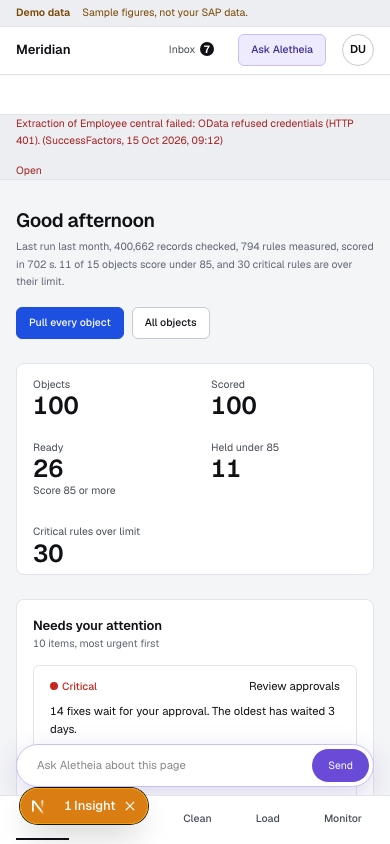 Demo data Sample figures, not your SAP data.
Meridian
Inbox 7
Ask Aletheia
DU
Extraction of Employee central failed: OData refused credentials (HTTP
401). (SuccessFactors, 15 Oct 2026, 09:12)
Open
Good afternoon
Last run last month, 400,662 records checked, 794 rules measured, scored
in 702 s. 11 of 15 objects score under 85, and 30 critical rules are over
their limit.
Pull every object
All objects
Objects
100
Scored
100
Ready
26
Score 85 or more
Held under 85
11
Critical rules over limit
30
Needs your attention
10 items, most urgent first
Critical
Review approvals
14 fixes wait for your approval. The oldest has waited 3
days.
Ask Aletheia about this page
Send
N 1 Insight
Clean
Load
Monitor